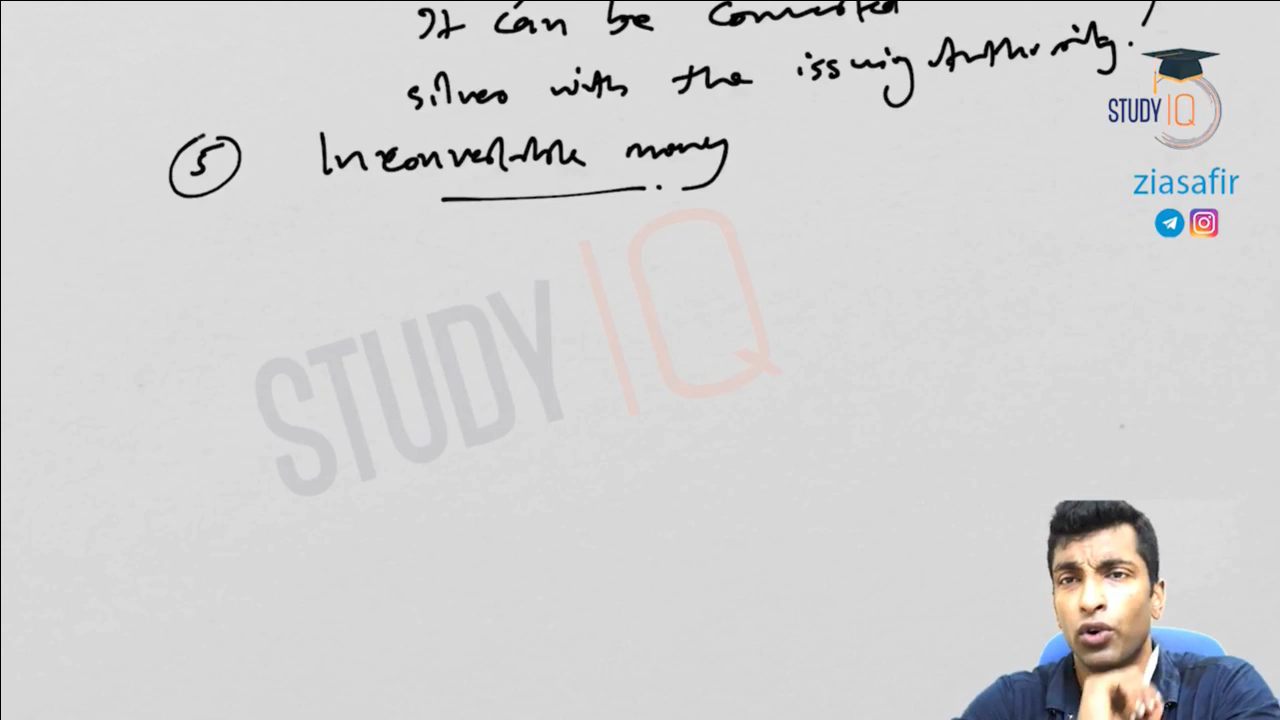 It can be converted
silver with the issuing Authority.
⑤ Inconvertible money
STUDY IQ
STUDY IQ
ziasafir